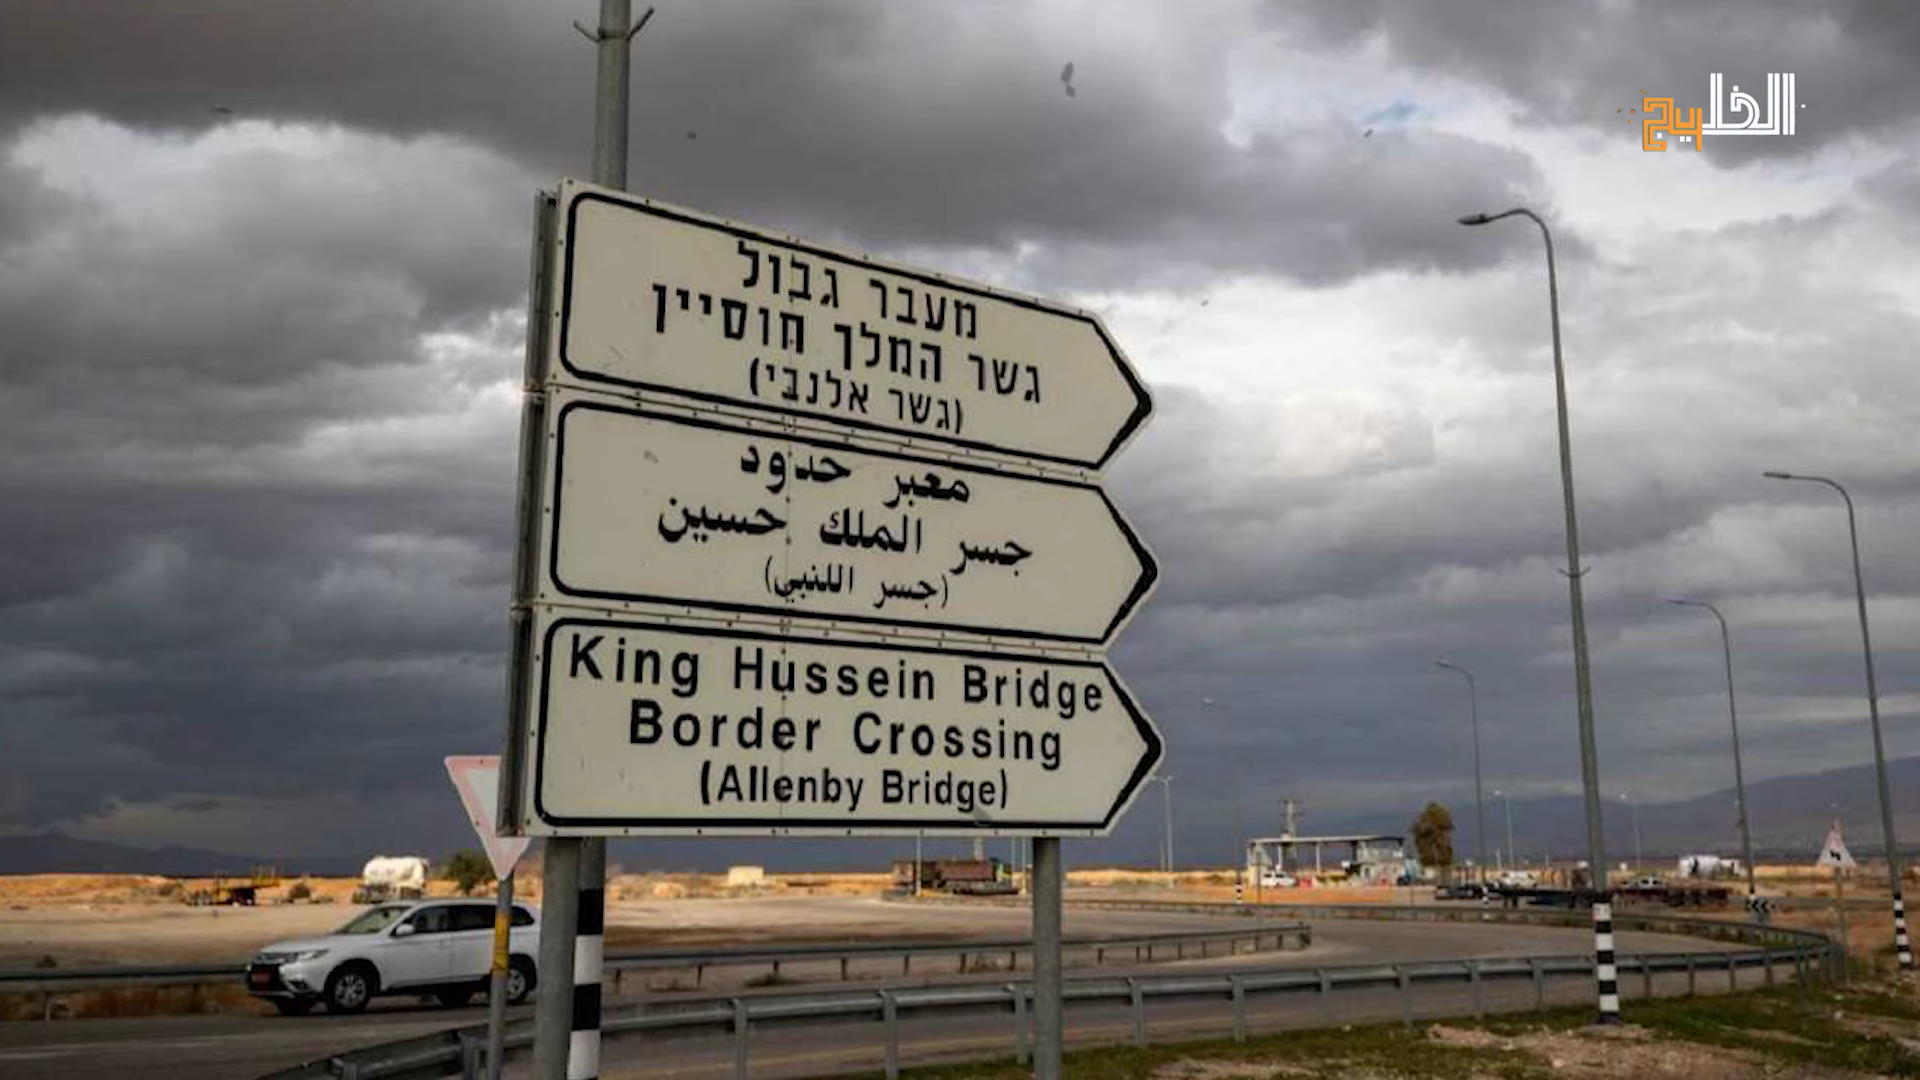 الخليج
מעבר גבול
גשר המלך חוסיין
(גשר אלנבי)
معبر حدود
جسر الملك حسين
(جسر اللنبي)
King Hussein Bridge
Border Crossing
(Allenby Bridge)